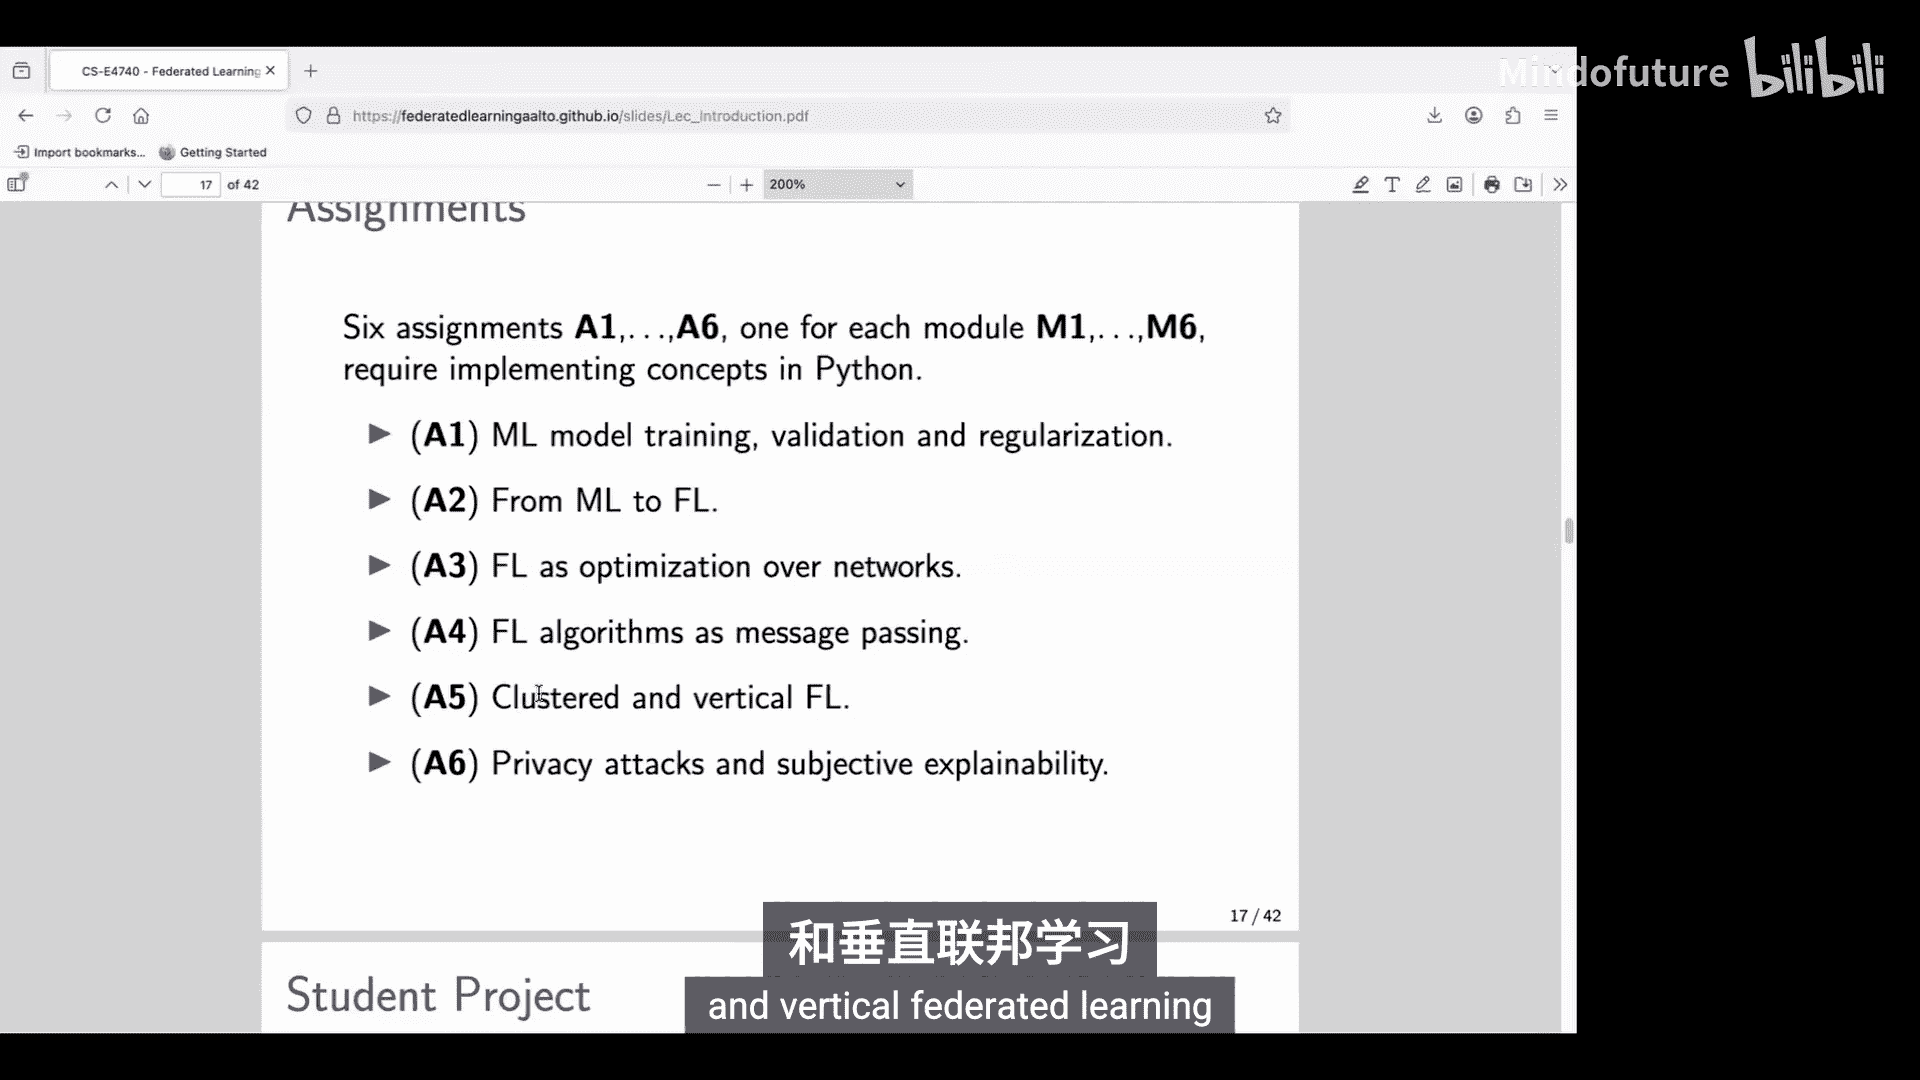 CS-E4740 - Federated Learning
Mindofuture bilibili
https://federatedlearningaalto.github.io/slides/Lec_Introduction.pdf
Import bookmarks... Getting Started
17 of 42 200%
Assignments
Six assignments A1,...,A6, one for each module M1,...,M6,
require implementing concepts in Python.
▶ (A1) ML model training, validation and regularization.
▶ (A2) From ML to FL.
▶ (A3) FL as optimization over networks.
▶ (A4) FL algorithms as message passing.
▶ (A5) Clustered and vertical FL.
▶ (A6) Privacy attacks and subjective explainability.
17 / 42
和垂直联邦学习
Student Project
and vertical federated learning